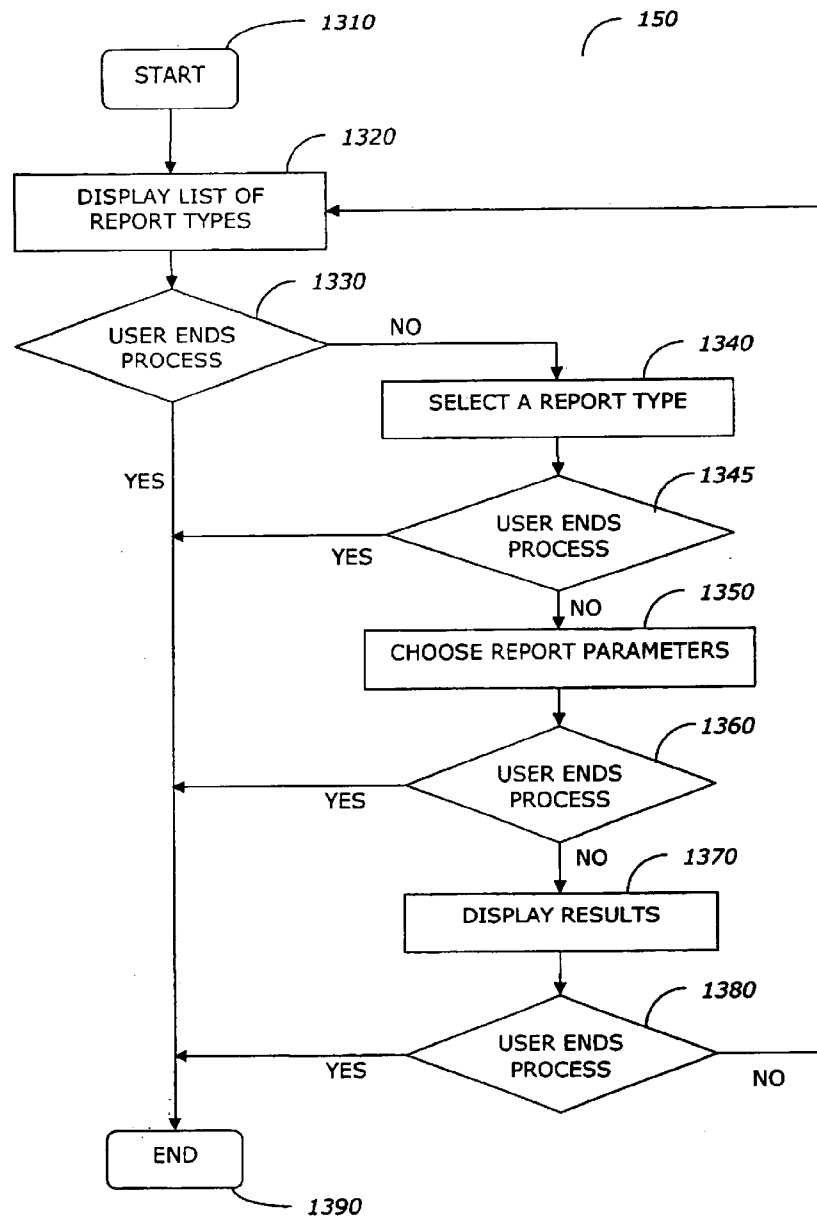 1310
150
START
1320
DISPLAY LIST OF
REPORT TYPES
1330
USER ENDS
PROCESS
NO
1340
SELECT A REPORT TYPE
YES
1345
USER ENDS
PROCESS
YES
NO
1350
CHOOSE REPORT PARAMETERS
1360
USER ENDS
PROCESS
YES
NO
1370
DISPLAY RESULTS
1380
USER ENDS
PROCESS
YES
NO
END
1390